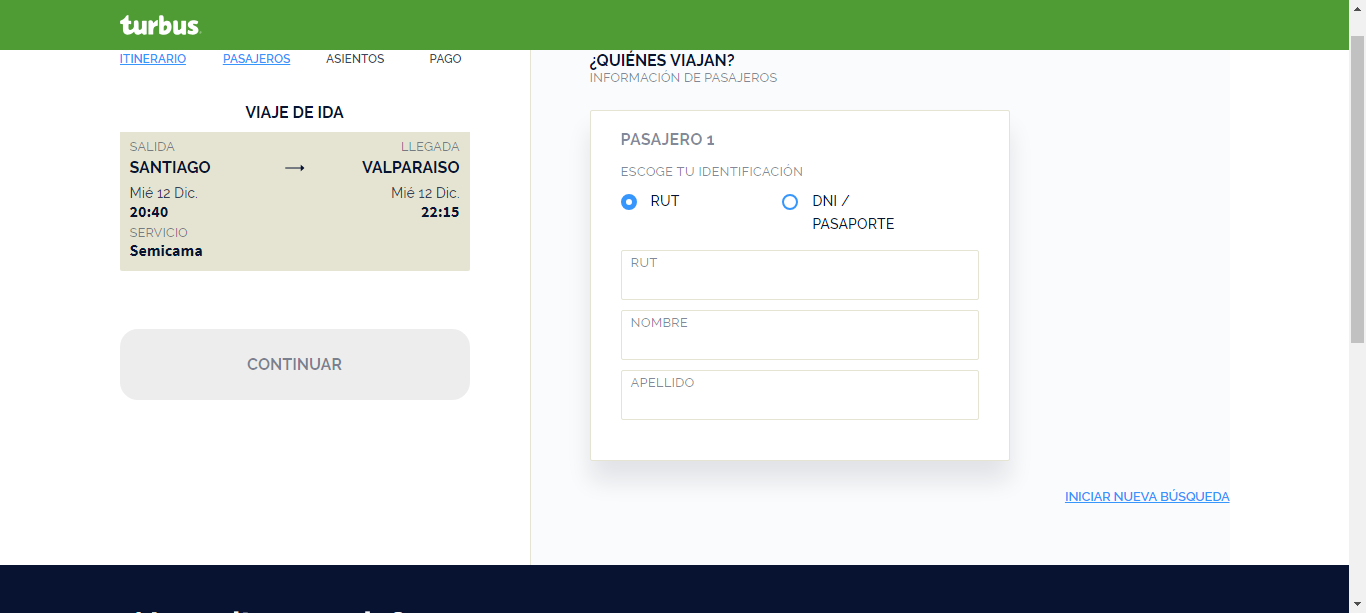 turbus
ITINERARIO PASAJEROS ASIENTOS PAGO
VIAJE DE IDA
SALIDA LLEGADA
SANTIAGO → VALPARAISO
Mié 12 Dic. Mié 12 Dic.
20:40 22:15
SERVICIO
Semicama
CONTINUAR
¿QUIÉNES VIAJAN?
INFORMACIÓN DE PASAJEROS
PASAJERO 1
ESCOGE TU IDENTIFICACIÓN
RUT DNI /
PASAPORTE
RUT
NOMBRE
APELLIDO
INICIAR NUEVA BÚSQUEDA